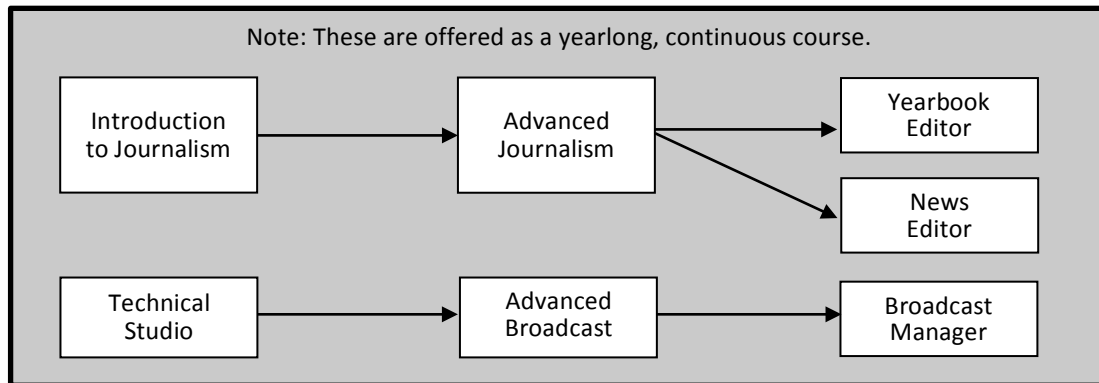 Note: These are offered as a yearlong, continuous course.
Introduction
to Journalism
Advanced
Journalism
Yearbook
Editor
News
Editor
Technical
Studio
Advanced
Broadcast
Broadcast
Manager